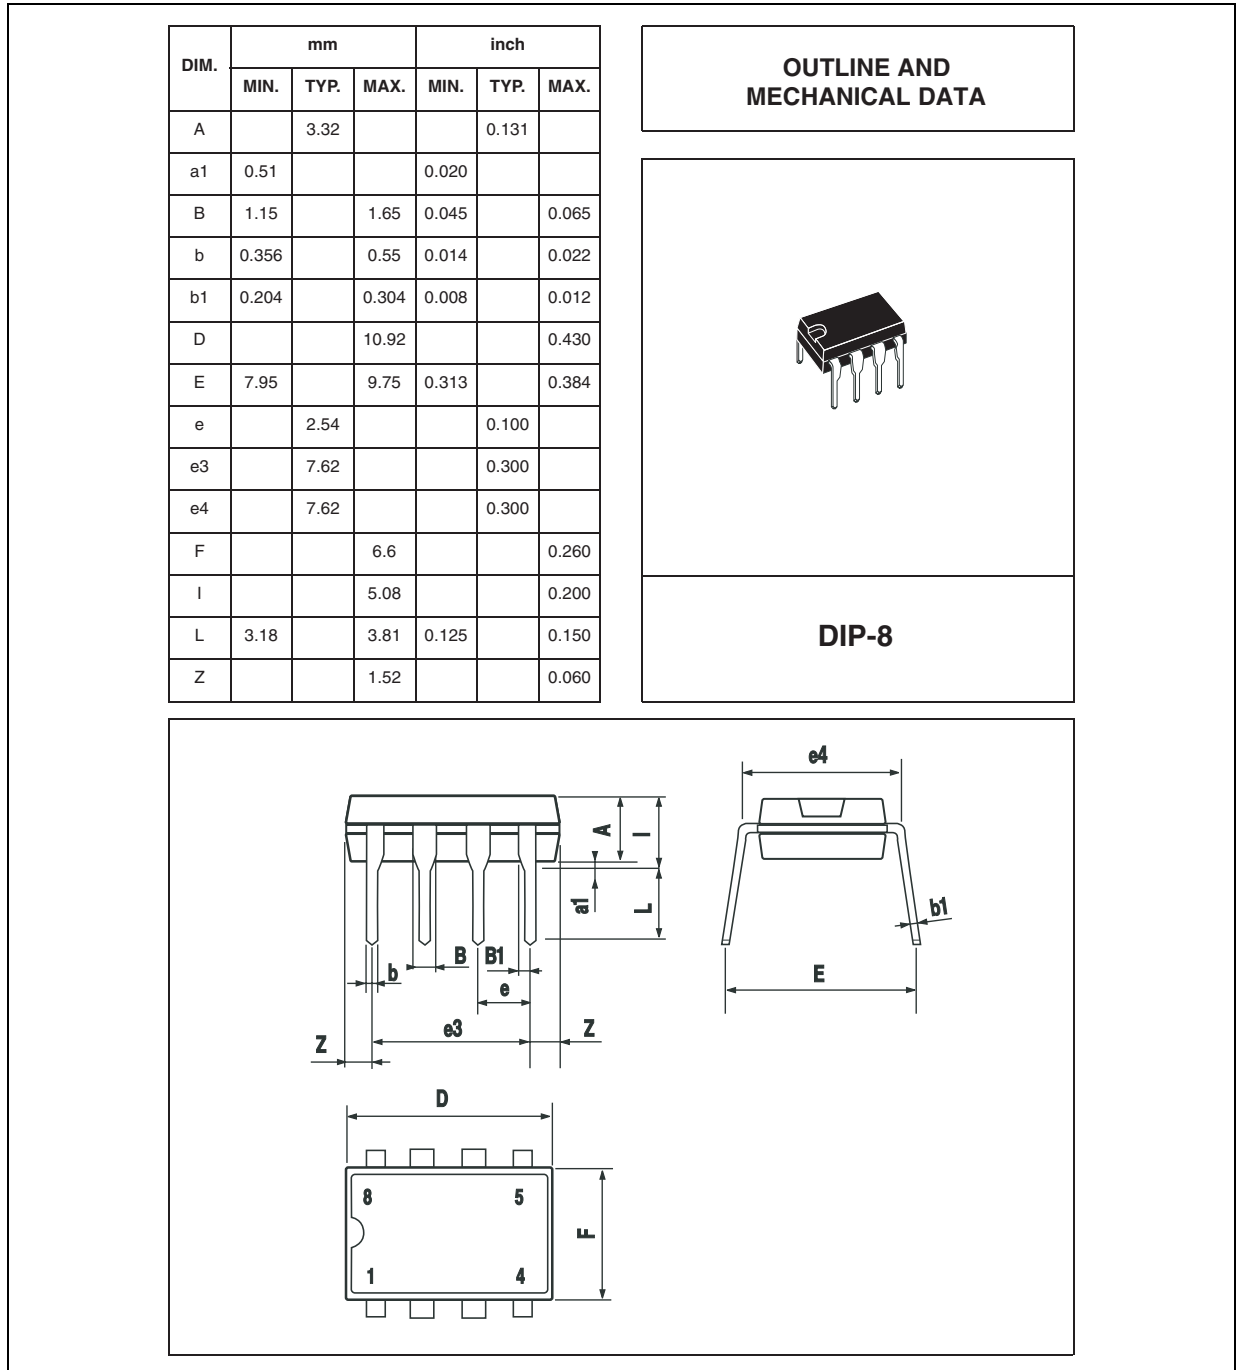 DIM. mm inch
MIN. TYP. MAX. MIN. TYP. MAX.
A 3.32 0.131
a1 0.51 0.020
B 1.15 1.65 0.045 0.065
b 0.356 0.55 0.014 0.022
b1 0.204 0.304 0.008 0.012
D 10.92 0.430
E 7.95 9.75 0.313 0.384
e 2.54 0.100
e3 7.62 0.300
e4 7.62 0.300
F 6.6 0.260
I 5.08 0.200
L 3.18 3.81 0.125 0.150
Z 1.52 0.060
OUTLINE AND
MECHANICAL DATA
DIP-8
A
I
a1
L
b
B
B1
e
e3
Z
Z
e4
b1
E
D
8
5
1
4
F